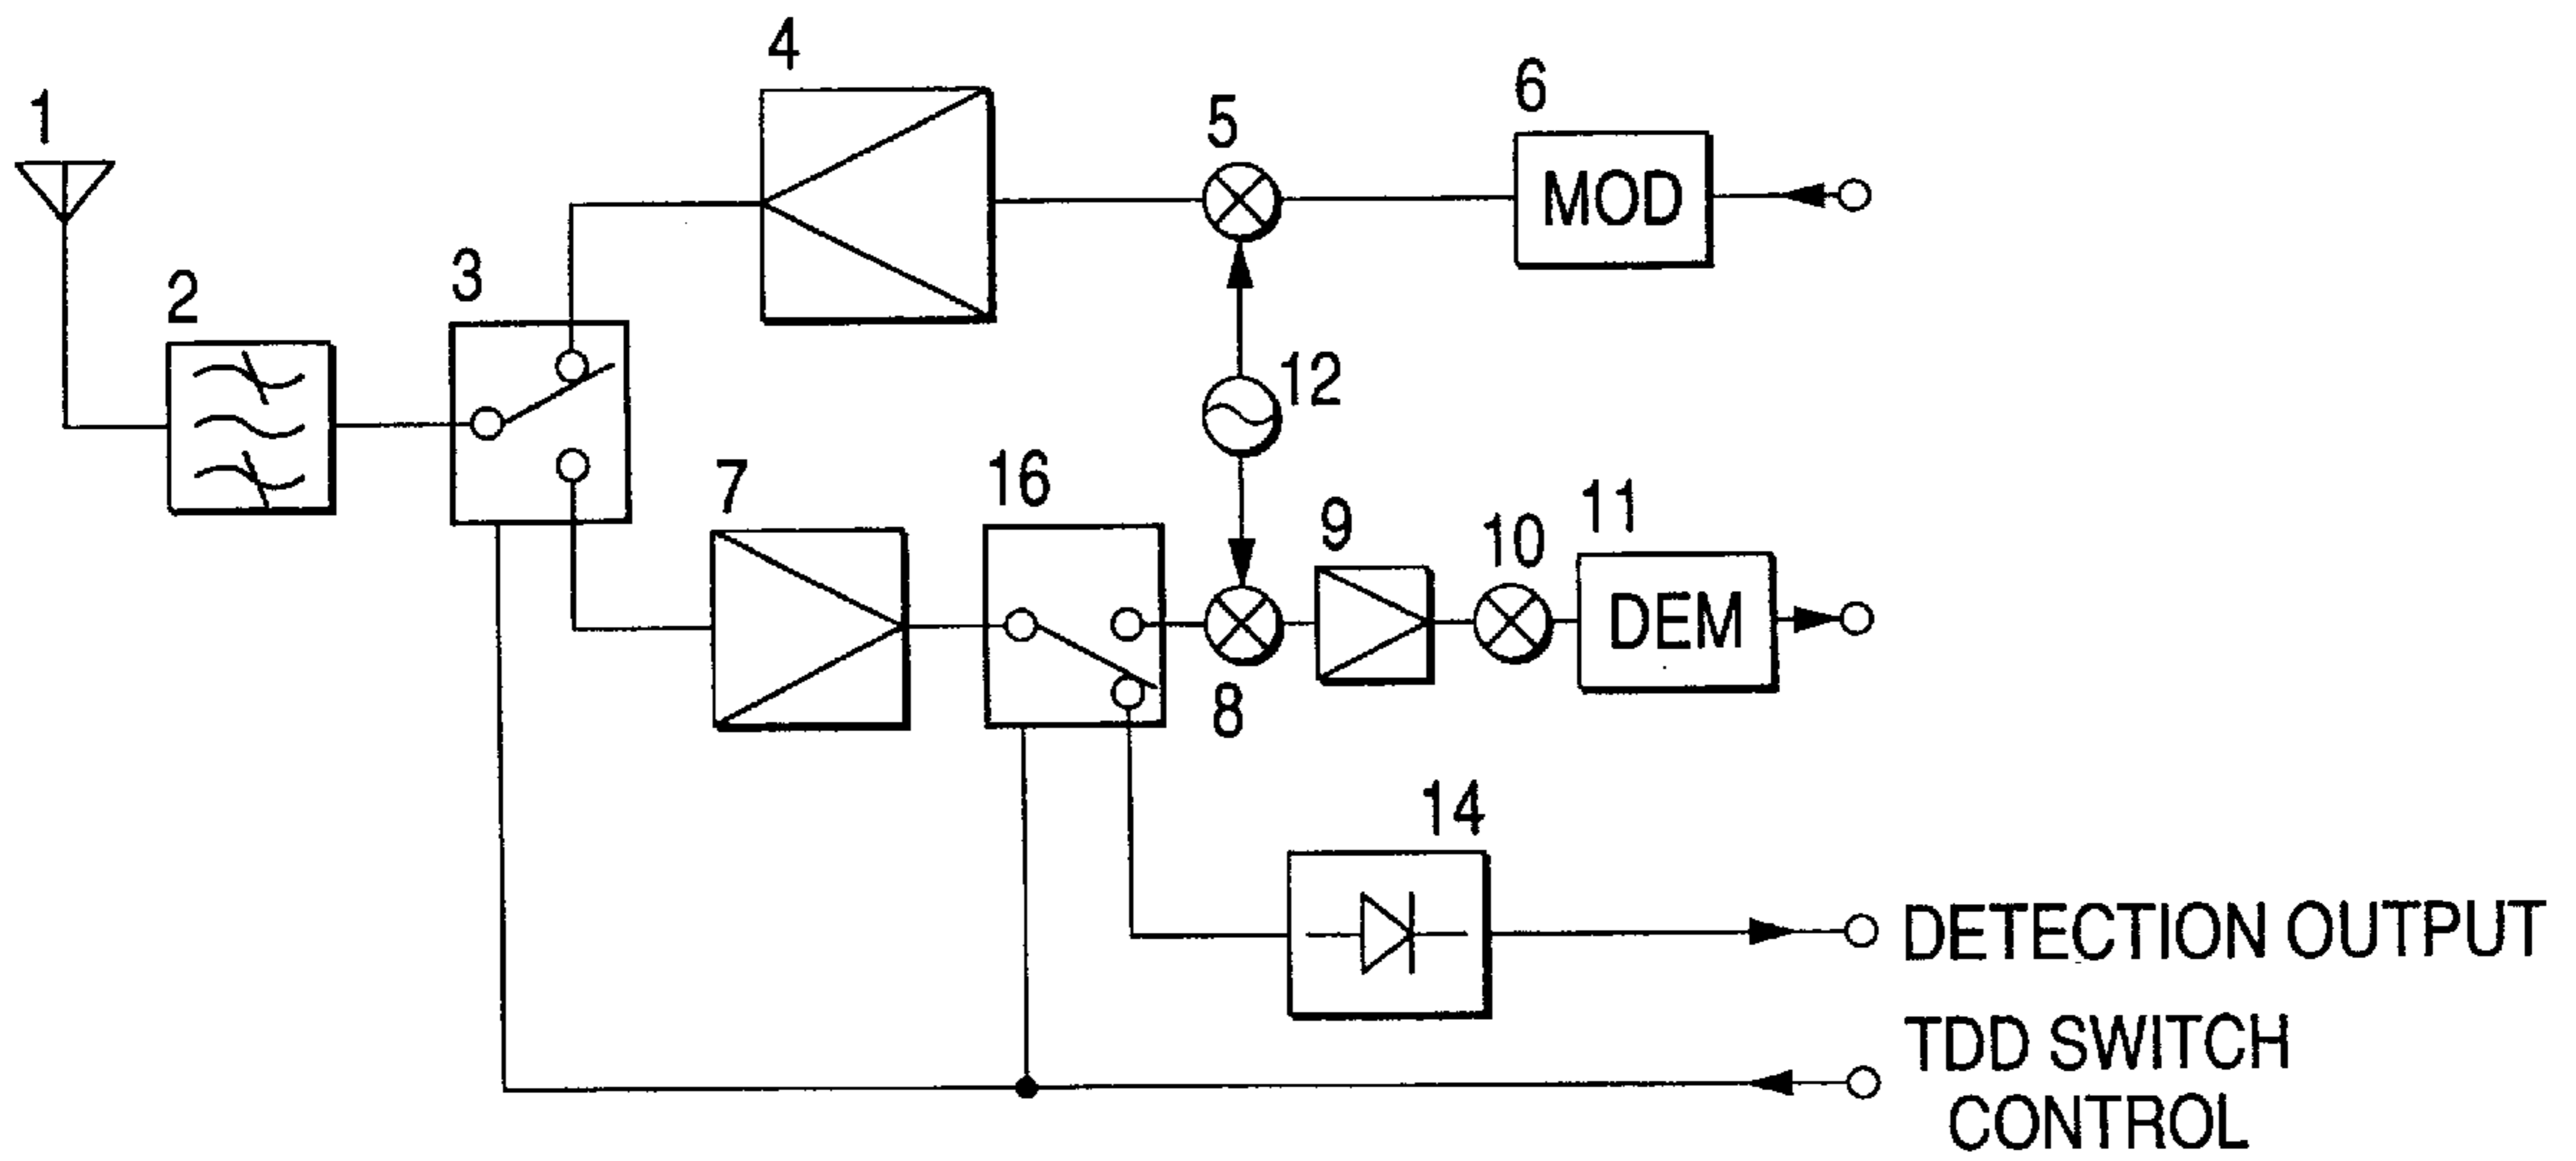 1
2
3
4
5
6
MOD
12
7
16
8
9
10
11
DEM
14
DETECTION OUTPUT
TDD SWITCH
CONTROL